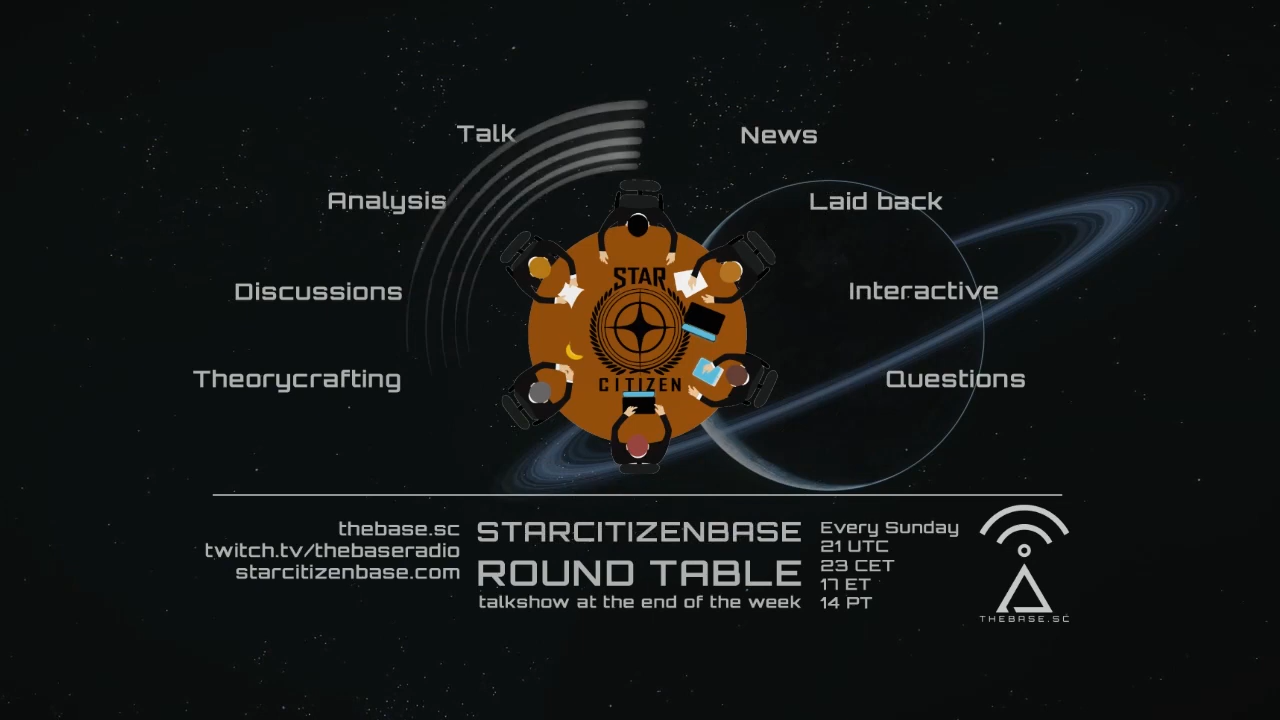 Talk
News
Analysis
Laid back
Discussions
Interactive
Theorycrafting
Questions
STAR
CITIZEN
thebase.sc
twitch.tv/thebaseradio
starcitizenbase.com
STARCITIZENBASE
ROUND TABLE
talkshow at the end of the week
Every Sunday
21 UTC
23 CET
17 ET
14 PT
THEBASE.SC